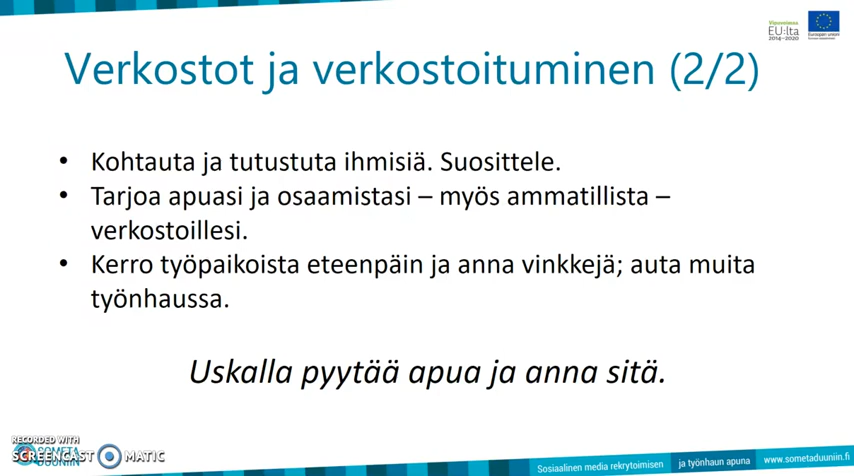 Vipuvoimaa
EU:lta
2014–2020
Euroopan unioni
Verkostot ja verkostoituminen (2/2)
• Kohtauta ja tutustuta ihmisiä. Suosittele.
• Tarjoa apuasi ja osaamistasi – myös ammatillista –
verkostoillesi.
• Kerro työpaikoista eteenpäin ja anna vinkkejä; auta muita
työnhaussa.
Uskalla pyytää apua ja anna sitä.
RECORDED WITH
SCREENCAST MATIC
SOMETA
DUUNIIN
Sosiaalinen media rekrytoimisen ja työnhaun apuna www.sometaduuniin.fi